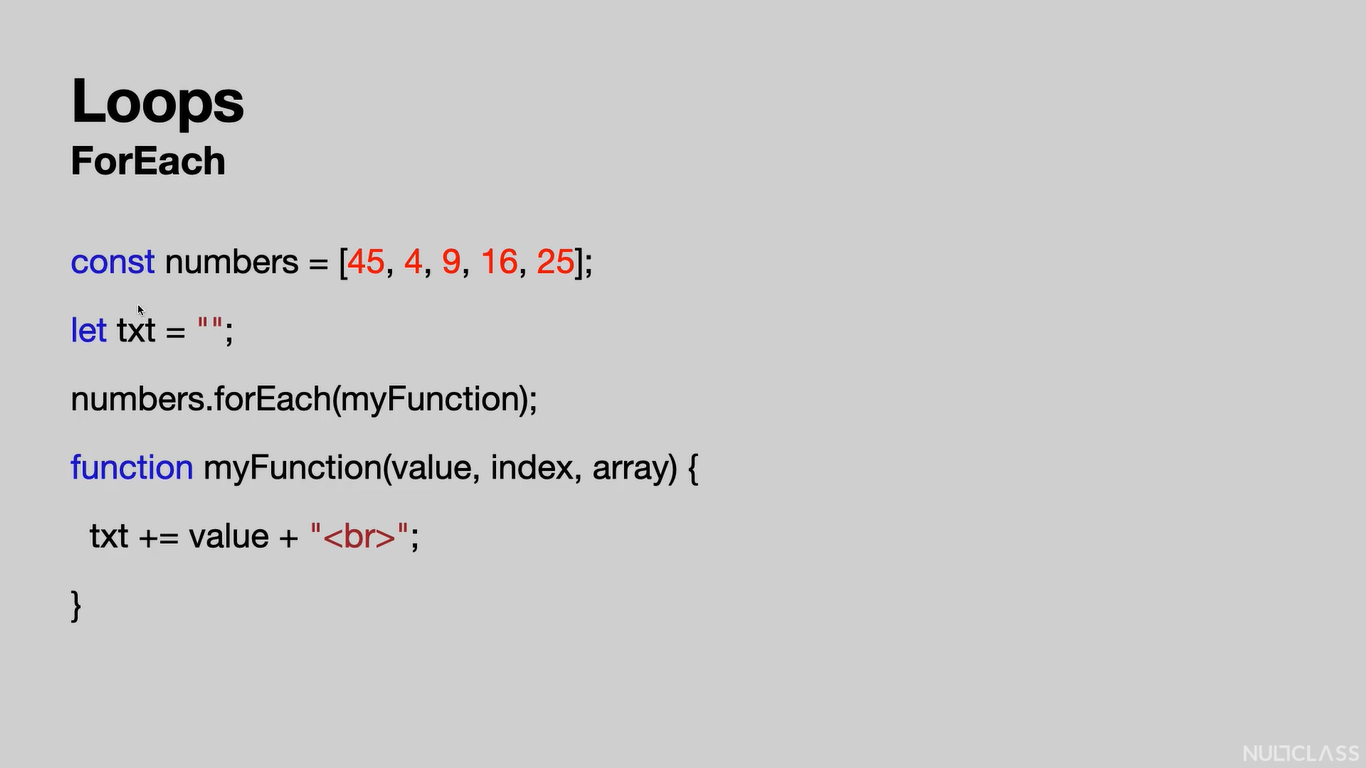 Loops
ForEach
const numbers = [45, 4, 9, 16, 25];
let txt = "";
numbers.forEach(myFunction);
function myFunction(value, index, array) {
  txt += value + "<br>";
}
NULLCLASS